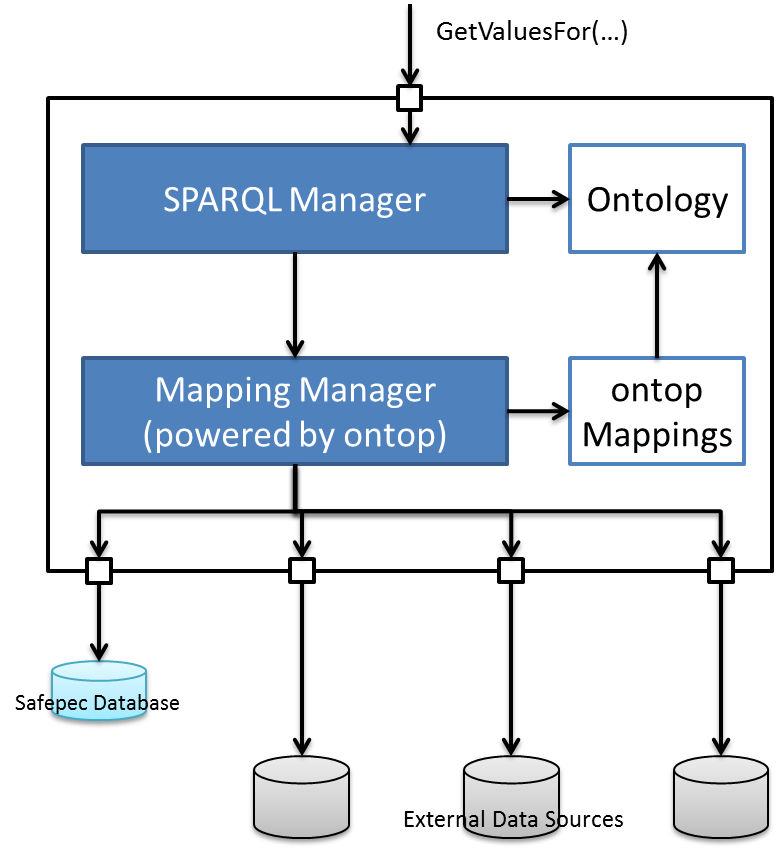 GetValuesFor(...)
SPARQL Manager
Ontology
Mapping Manager
(powered by ontop)
ontop
Mappings
Safepec Database
External Data Sources